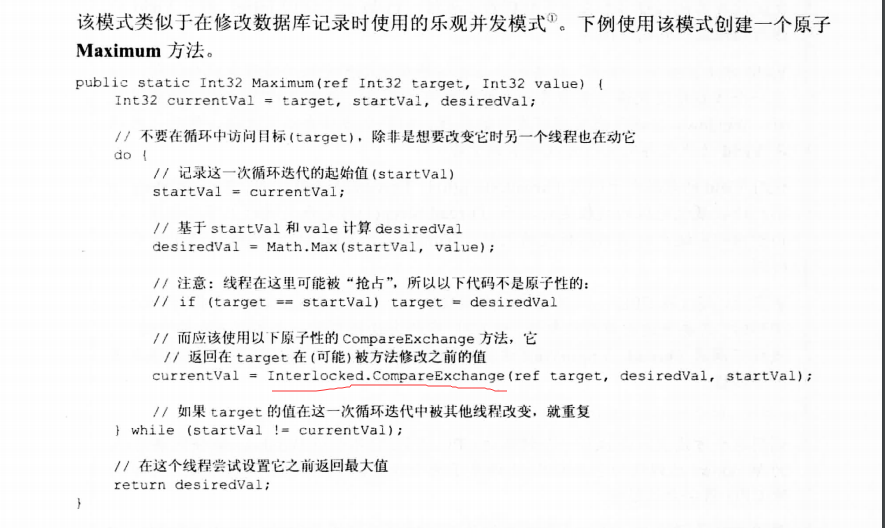 该模式类似于在修改数据库记录时使用的乐观并发模式①。下例使用该模式创建一个原子
Maximum 方法。
public static Int32 Maximum(ref Int32 target, Int32 value) {
Int32 currentVal = target, startVal, desiredVal;
// 不要在循环中访问目标(target)，除非是想要改变它时另一个线程也在动它
do {
// 记录这一次循环迭代的起始值(startVal)
startVal = currentVal;
// 基于 startVal 和 vale 计算 desiredVal
desiredVal = Math.Max(startVal, value);
// 注意：线程在这里可能被“抢占”，所以以下代码不是原子性的：
// if (target == startVal) target = desiredVal
// 而应该使用以下原子性的 CompareExchange 方法，它
// 返回在 target 在(可能)被方法修改之前的值
currentVal = Interlocked.CompareExchange(ref target, desiredVal, startVal);
// 如果 target 的值在这一次循环迭代中被其他线程改变，就重复
} while (startVal != currentVal);
// 在这个线程尝试设置它之前返回最大值
return desiredVal;
}